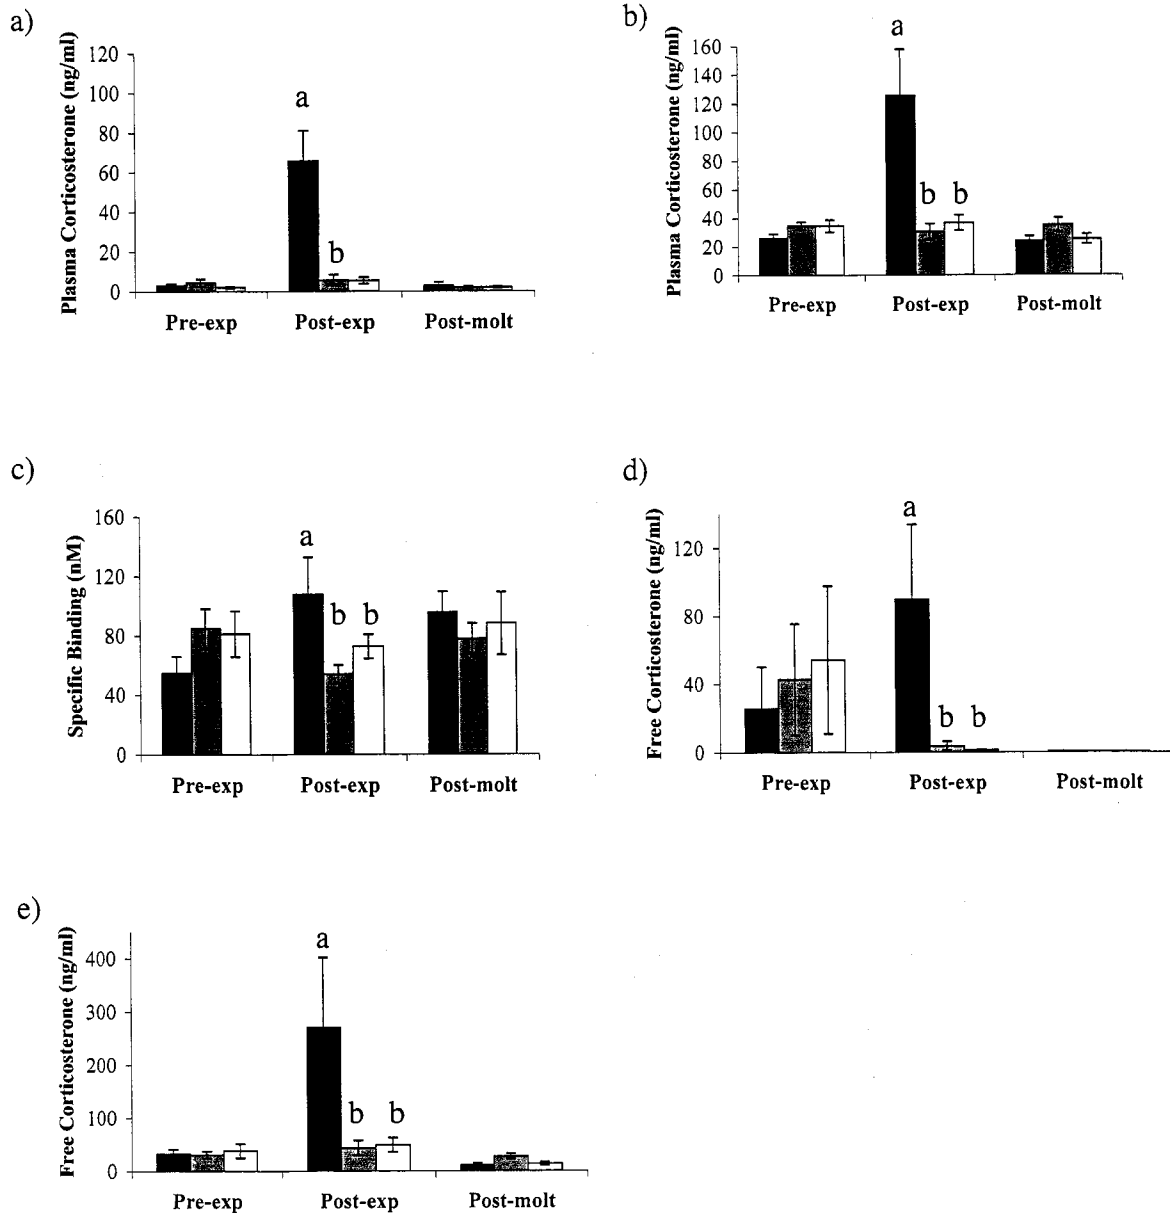 a)
Plasma Corticosterone (ng/ml)
120
100
80
60
40
20
0
a
b
Pre-exp
Post-exp
Post-molt
b)
Plasma Corticosterone (ng/ml)
160
140
120
100
80
60
40
20
0
a
b
b
Pre-exp
Post-exp
Post-molt
c)
Specific Binding (nM)
160
120
80
40
0
a
b
b
Pre-exp
Post-exp
Post-molt
d)
Free Corticosterone (ng/ml)
120
80
40
0
a
b
b
Pre-exp
Post-exp
Post-molt
e)
Free Corticosterone (ng/ml)
400
300
200
100
0
a
b
b
Pre-exp
Post-exp
Post-molt